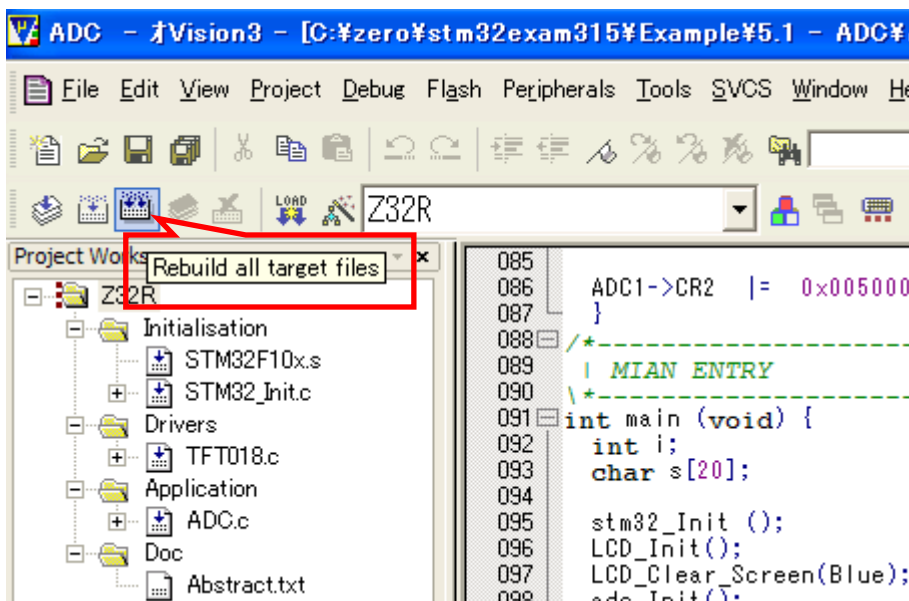 ADC - オVision3 - [C:¥zero¥stm32exam315¥Example¥5.1 - ADC¥
File Edit View Project Debug Flash Peripherals Tools SVCS Window He
LOAD Z32R
Project Works
Rebuild all target files
Z32R
Initialisation
STM32F10x.s
STM32_Init.c
Drivers
TFT018.c
Application
ADC.c
Doc
Abstract.txt
085
086 ADC1->CR2 |= 0x005000
087 }
088 /*----------------------
089 | MIAN ENTRY
090 \*----------------------
091 int main (void) {
092 int i;
093 char s[20];
094
095 stm32_Init ();
096 LCD_Init();
097 LCD_Clear_Screen(Blue);
098 adc_Init();